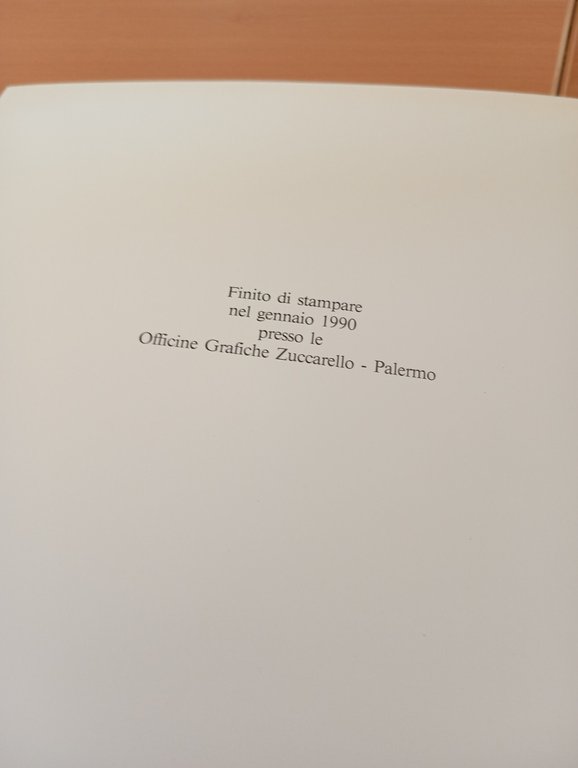 Finito di stampare
nel gennaio 1990
presso le
Officine Grafiche Zuccarello - Palermo